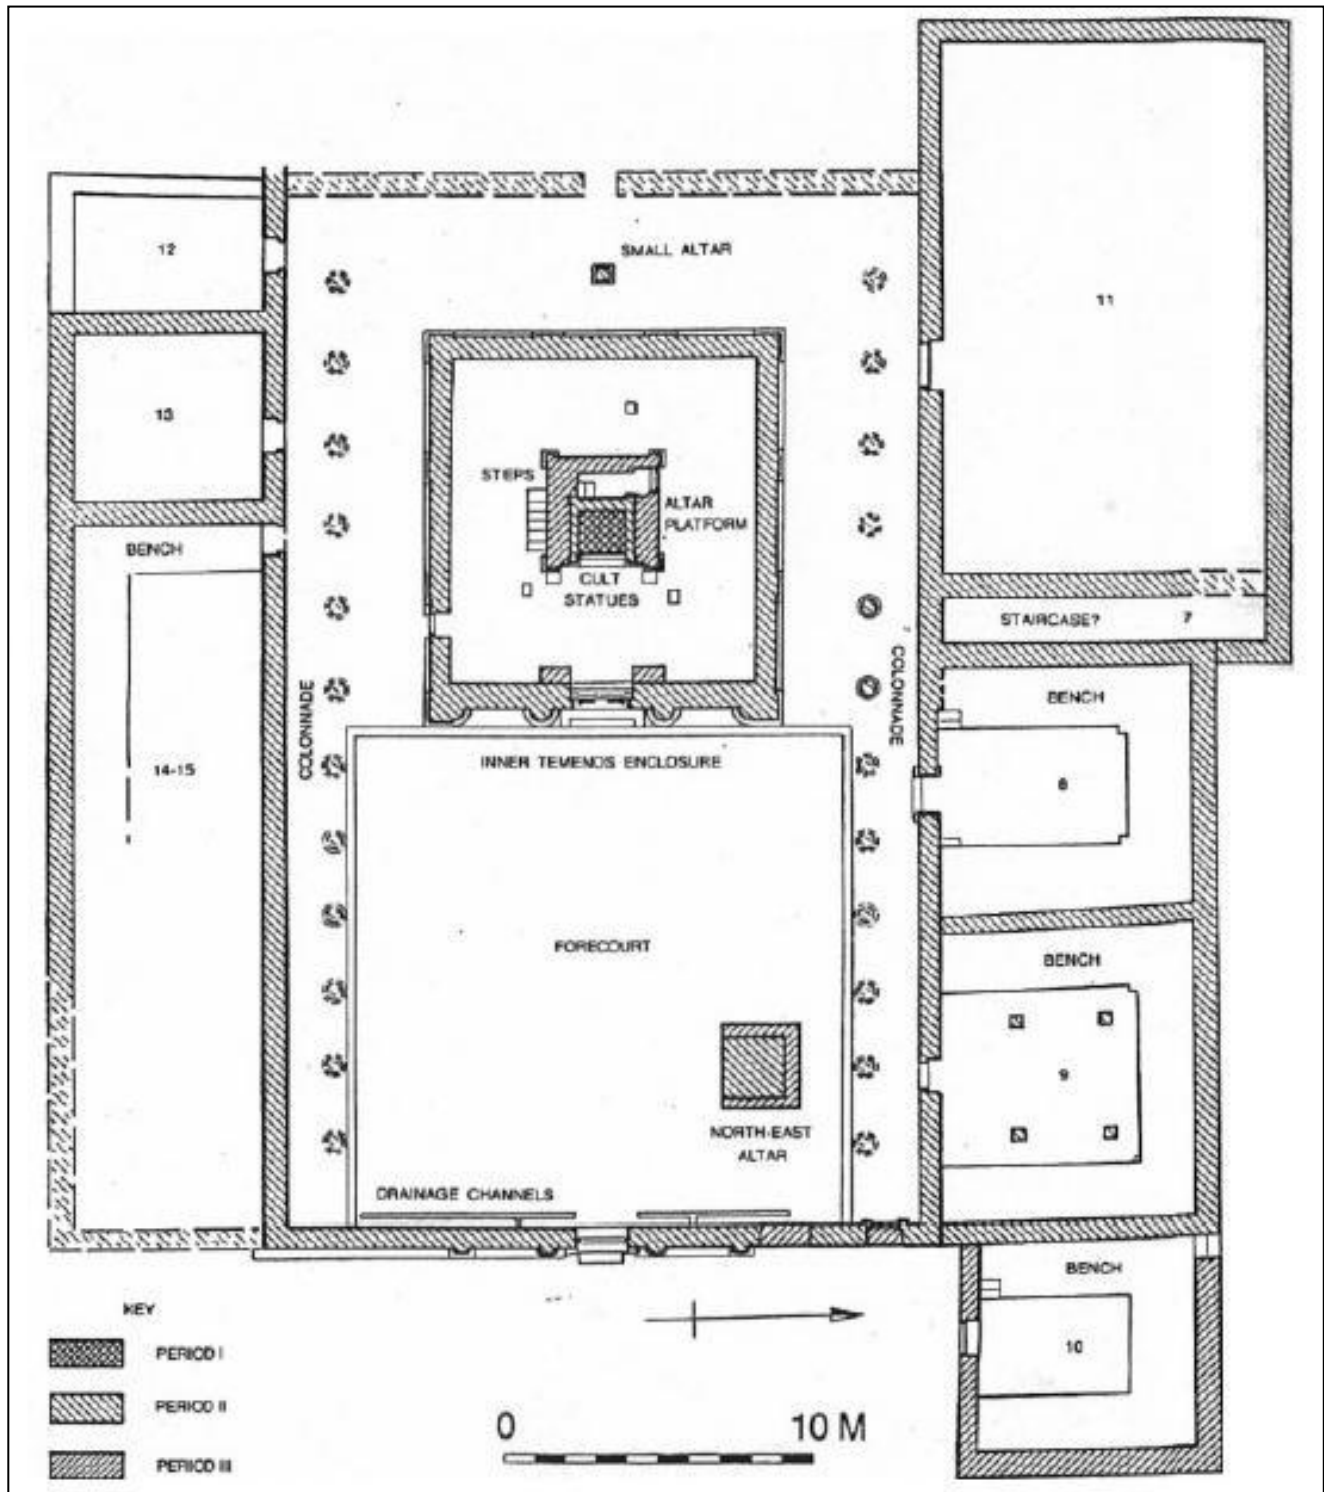 12
SMALL ALTAR
11
13
STEPS
ALTAR
PLATFORM
CULT
STATUES
BENCH
STAIRCASE?
7
COLONNADE
COLONNADE
BENCH
14-15
INNER TEMENOS ENCLOSURE
8
FORECOURT
BENCH
9
NORTH-EAST
ALTAR
DRAINAGE CHANNELS
BENCH
10
KEY
PERIOD I
PERIOD II
PERIOD III
0 10 M